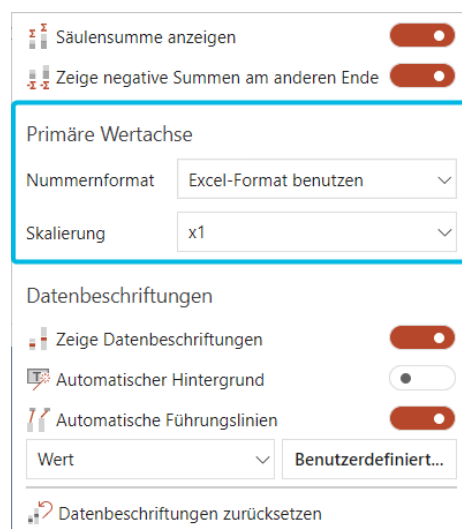 Säulensumme anzeigen
Zeige negative Summen am anderen Ende
Primäre Wertachse
Nummernformat Excel-Format benutzen
Skalierung x1
Datenbeschriftungen
Zeige Datenbeschriftungen
Automatischer Hintergrund
Automatische Führungslinien
Wert Benutzerdefiniert...
Datenbeschriftungen zurücksetzen